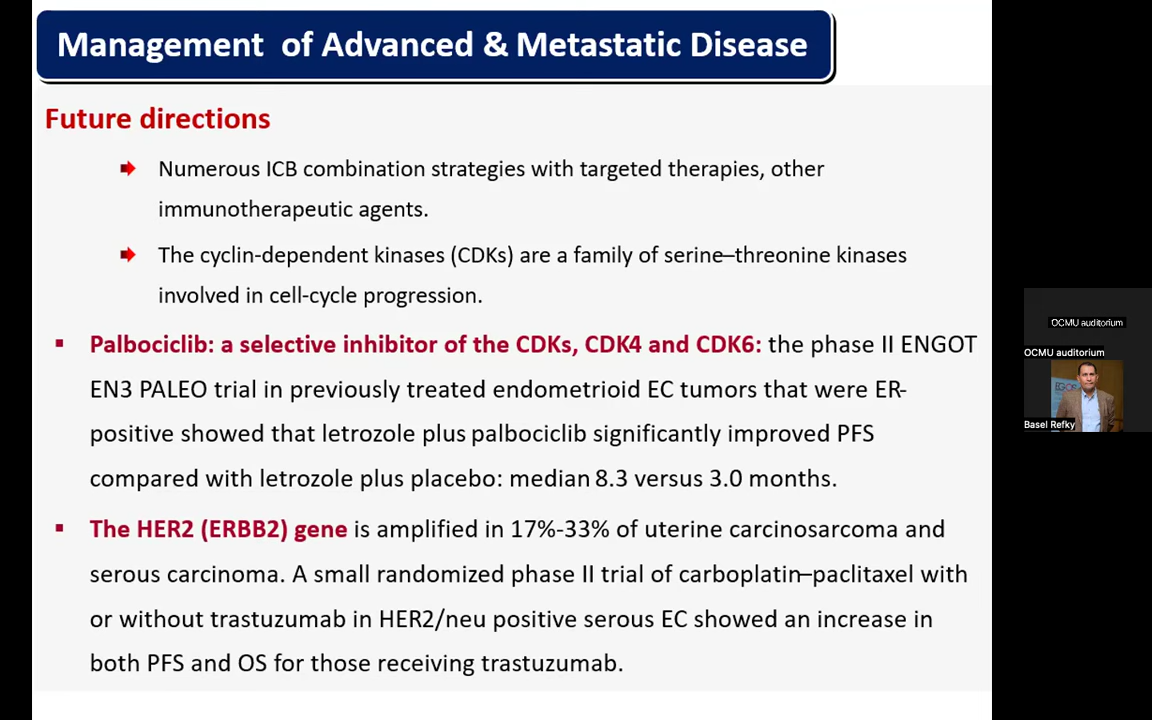 Management of Advanced & Metastatic Disease
Future directions
Numerous ICB combination strategies with targeted therapies, other
immunotherapeutic agents.
The cyclin-dependent kinases (CDKs) are a family of serine–threonine kinases
involved in cell-cycle progression.
Palbociclib: a selective inhibitor of the CDKs, CDK4 and CDK6: the phase II ENGOT
EN3 PALEO trial in previously treated endometrioid EC tumors that were ER-
positive showed that letrozole plus palbociclib significantly improved PFS
compared with letrozole plus placebo: median 8.3 versus 3.0 months.
The HER2 (ERBB2) gene is amplified in 17%-33% of uterine carcinosarcoma and
serous carcinoma. A small randomized phase II trial of carboplatin–paclitaxel with
or without trastuzumab in HER2/neu positive serous EC showed an increase in
both PFS and OS for those receiving trastuzumab.
OCMU auditorium
OCMU auditorium
Basel Refky